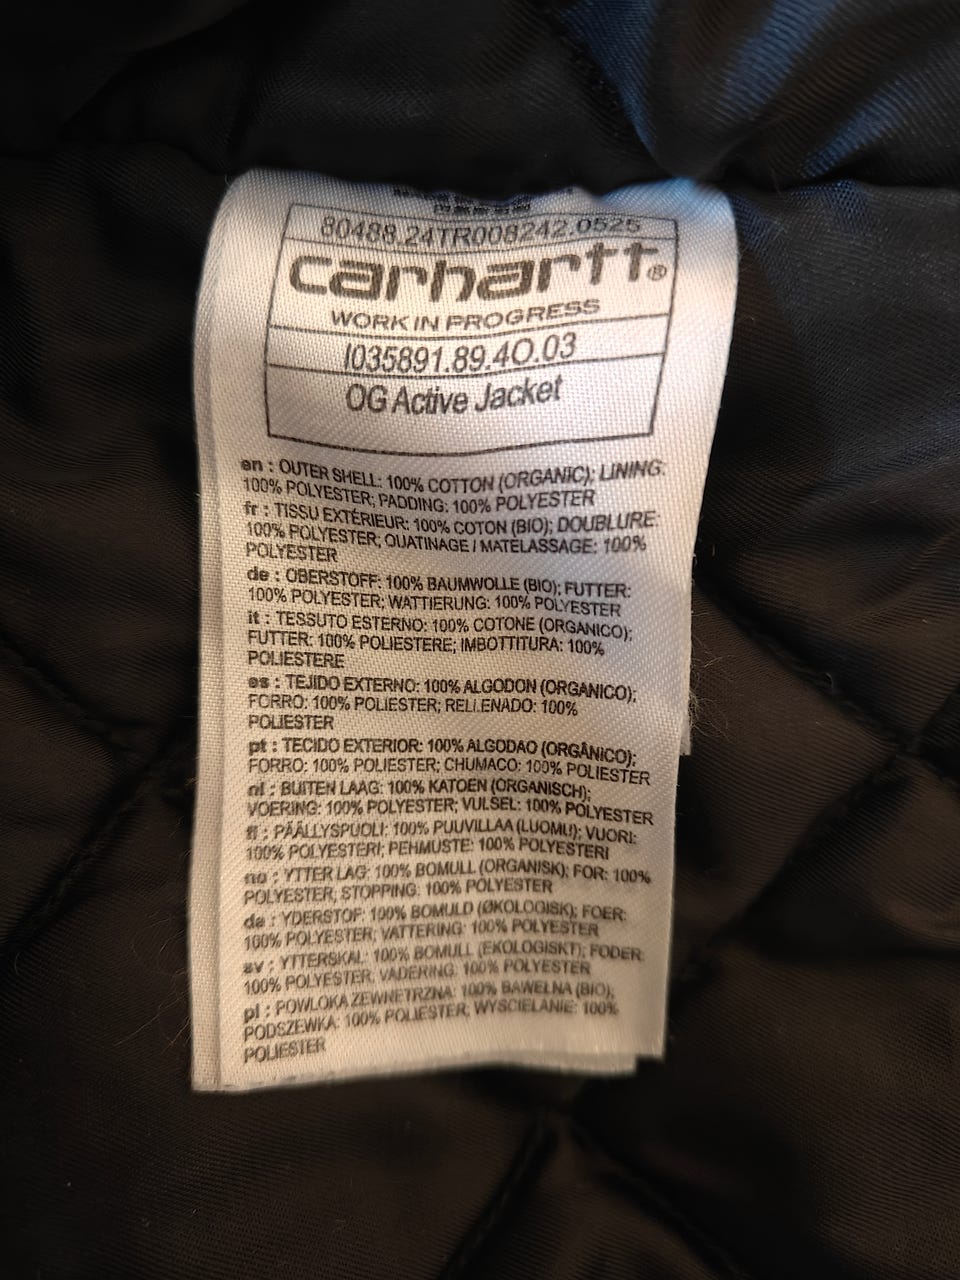 80488.24TR008242.0525
carhartt®
WORK IN PROGRESS
I035891.89.4O.03
OG Active Jacket
en : OUTER SHELL: 100% COTTON (ORGANIC); LINING:
100% POLYESTER; PADDING: 100% POLYESTER
fr : TISSU EXTÉRIEUR: 100% COTON (BIO); DOUBLURE:
100% POLYESTER; OUATINAGE / MATELASSAGE: 100%
POLYESTER
de : OBERSTOFF: 100% BAUMWOLLE (BIO); FUTTER:
100% POLYESTER; WATTIERUNG: 100% POLYESTER
it : TESSUTO ESTERNO: 100% COTONE (ORGANICO);
FUTTER: 100% POLIESTERE; IMBOTTITURA: 100%
POLIESTERE
es : TEJIDO EXTERNO: 100% ALGODON (ORGANICO);
FORRO: 100% POLIESTER; RELLENADO: 100%
POLIESTER
pt : TECIDO EXTERIOR: 100% ALGODAO (ORGÂNICO);
FORRO: 100% POLIESTER; CHUMACO: 100% POLIESTER
nl : BUITEN LAAG: 100% KATOEN (ORGANISCH);
VOERING: 100% POLYESTER; VULSEL: 100% POLYESTER
fi : PÄÄLLYSPUOLI: 100% PUUVILLAA (LUOMU); VUORI:
100% POLYESTERI; PEHMUSTE: 100% POLYESTERI
no : YTTER LAG: 100% BOMULL (ORGANISK); FOR: 100%
POLYESTER; STOPPING: 100% POLYESTER
da : YDERSTOF: 100% BOMULD (ØKOLOGISK); FOER:
100% POLYESTER; VATTERING: 100% POLYESTER
sv : YTTERSKAL: 100% BOMULL (EKOLOGISKT); FODER:
100% POLYESTER; VADERING: 100% POLYESTER
pl : POWLOKA ZEWNETRZNA: 100% BAWEŁNA (BIO);
PODSZEWKA: 100% POLIESTER; WYSCIELANIE: 100%
POLIESTER